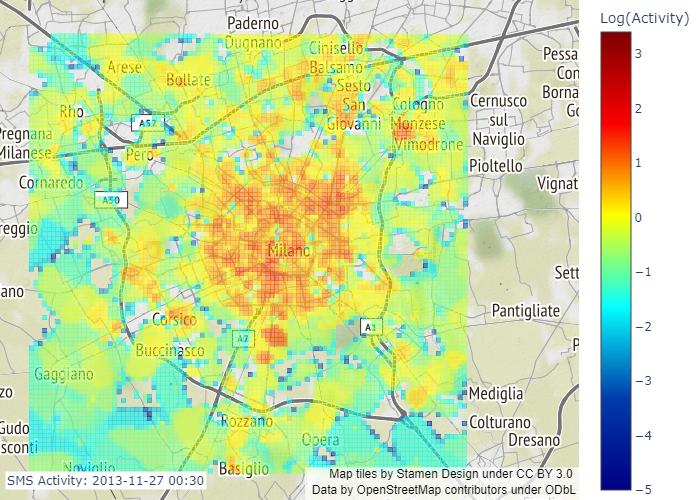 Log(Activity)
Paderno
Dugnano
Cinisello
Balsamo
Arese
Bollate
Sesto
San
Giovanni
Cologno
Monzese
Vimodrone
Cernusco
sul
Naviglio
Pessa
Con
Borna
Go
Rho
A52
Pregnana
Milanese
Pero
Pioltello
Cornaredo
A50
Vignat
reggio
Milano
Sett
ano
Corsico
A7
A1
Pantigliate
Buccinasco
P
Gaggiano
zo
Mediglia
Rozzano
Colturano
Gudo
sconti
Opera
Dresano
Noviglio
Basiglio
SMS Activity: 2013-11-27 00:30
Map tiles by Stamen Design under CC BY 3.0
Data by OpenStreetMap contributors under ODbL
3
2
1
0
−1
−2
−3
−4
−5